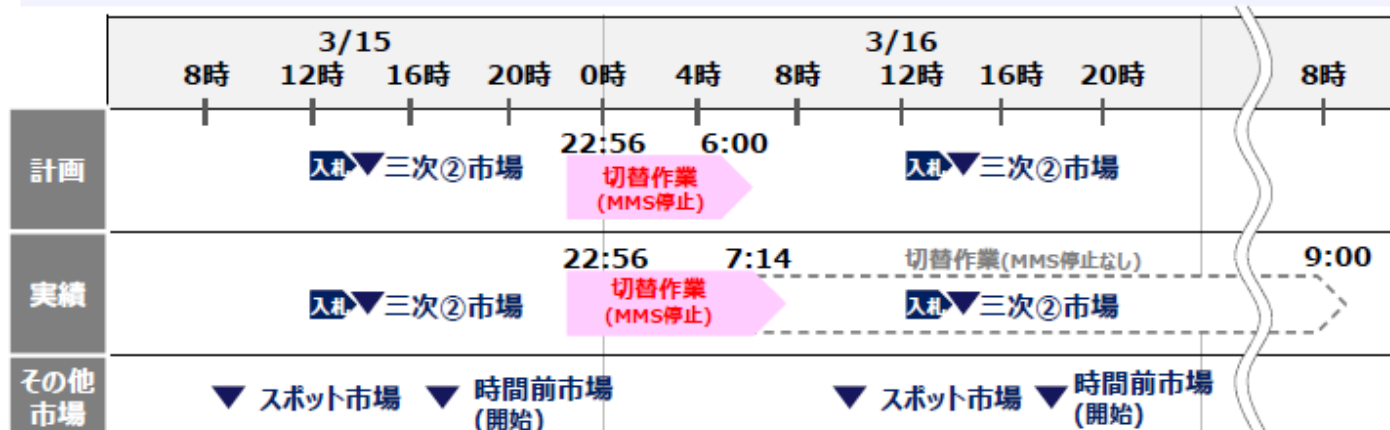 3/15 3/16
8時 12時 16時 20時 0時 4時 8時 12時 16時 20時 8時
計画
22:56 6:00
入札 三次②市場
切替作業
(MMS停止)
入札 三次②市場
実績
22:56 7:14
切替作業(MMS停止なし)
9:00
入札 三次②市場
切替作業
(MMS停止)
入札 三次②市場
その他
市場
スポット市場
時間前市場
(開始)
スポット市場
時間前市場
(開始)